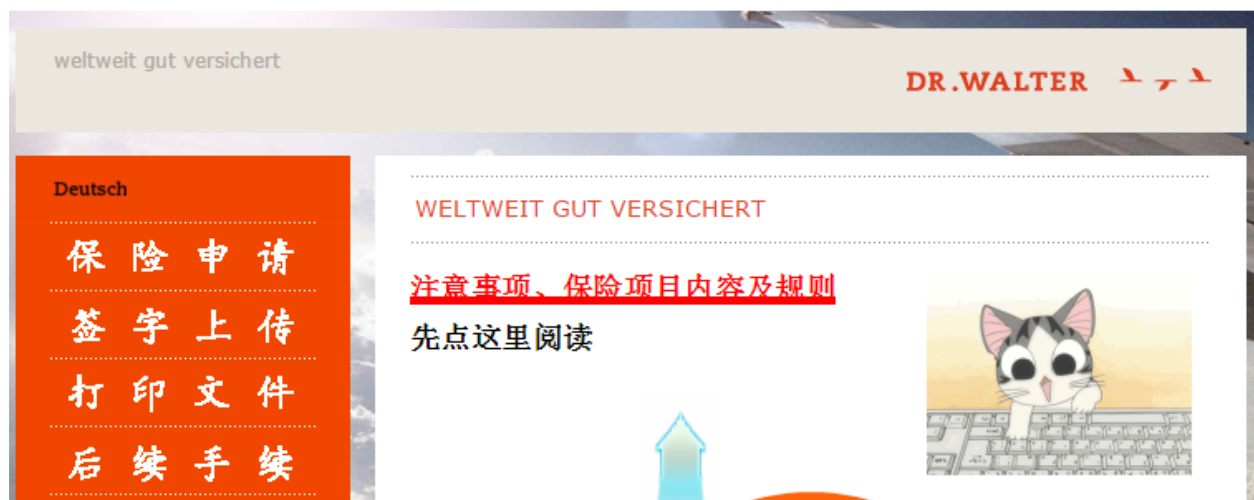 weltweit gut versichert
DR.WALTER
Deutsch
保险申请
签字上传
打印文件
后续手续
WELTWEIT GUT VERSICHERT
注意事项、保险项目内容及规则
先点这里阅读